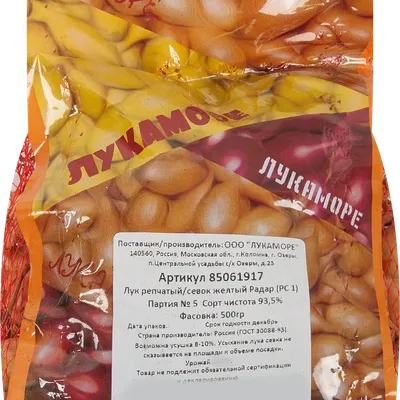 ЛУКАМОРЕ
ЛУКАМОРЕ
Поставщик/производитель: ООО "ЛУКАМОРЕ"
140560, Россия, Московская обл., г.Коломна, г. Озеры,
п.Центральной усадьбы с/х Озеры, д.23.
Артикул 85061917
Лук репчатый/севок желтый Радар (РС 1)
Партия № 5 Сорт чистота 93,5%
Фасовка: 500гр
Дата упаков. Срок годности декабрь
Страна производитель: Россия (ГОСТ 30088-93)
Возможна усушка 8-10%. Усыхание лука севка не
сказывается на площади и объеме посадки.
Урожай
Товар не подлежит обязательной сертификации
и декларированию